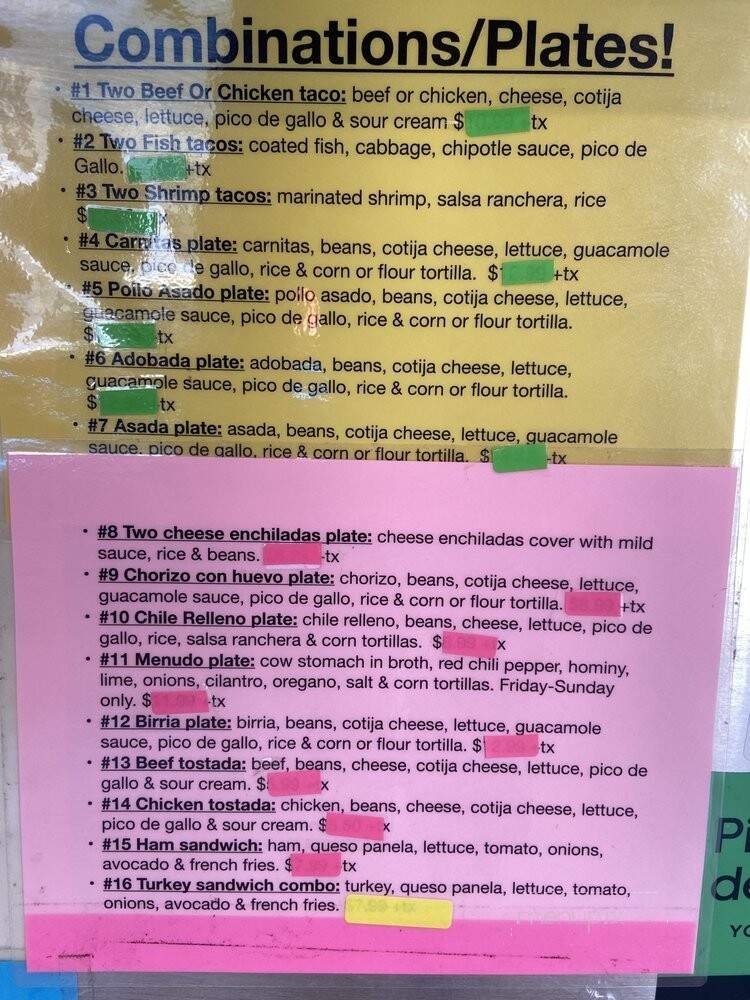 Combinations/Plates!
• #1 Two Beef Or Chicken taco: beef or chicken, cheese, cotija
cheese, lettuce, pico de gallo & sour cream $ tx
• #2 Two Fish tacos: coated fish, cabbage, chipotle sauce, pico de
Gallo. +tx
• #3 Two Shrimp tacos: marinated shrimp, salsa ranchera, rice
$ x
• #4 Carnitas plate: carnitas, beans, cotija cheese, lettuce, guacamole
sauce, pico de gallo, rice & corn or flour tortilla. $ +tx
• #5 Pollo Asado plate: pollo asado, beans, cotija cheese, lettuce,
guacamole sauce, pico de gallo, rice & corn or flour tortilla.
$ tx
• #6 Adobada plate: adobada, beans, cotija cheese, lettuce,
guacamole sauce, pico de gallo, rice & corn or flour tortilla.
$ tx
• #7 Asada plate: asada, beans, cotija cheese, lettuce, guacamole
sauce, pico de gallo, rice & corn or flour tortilla. $ -tx
• #8 Two cheese enchiladas plate: cheese enchiladas cover with mild
sauce, rice & beans. -tx
• #9 Chorizo con huevo plate: chorizo, beans, cotija cheese, lettuce,
guacamole sauce, pico de gallo, rice & corn or flour tortilla. +tx
• #10 Chile Relleno plate: chile relleno, beans, cheese, lettuce, pico de
gallo, rice, salsa ranchera & corn tortillas. $ x
• #11 Menudo plate: cow stomach in broth, red chili pepper, hominy,
lime, onions, cilantro, oregano, salt & corn tortillas. Friday-Sunday
only. $ -tx
• #12 Birria plate: birria, beans, cotija cheese, lettuce, guacamole
sauce, pico de gallo, rice & corn or flour tortilla. $ -tx
• #13 Beef tostada: beef, beans, cheese, cotija cheese, lettuce, pico de
gallo & sour cream. $ x
• #14 Chicken tostada: chicken, beans, cheese, cotija cheese, lettuce,
pico de gallo & sour cream. $ x
• #15 Ham sandwich: ham, queso panela, lettuce, tomato, onions,
avocado & french fries. $7.99 +tx
• #16 Turkey sandwich combo: turkey, queso panela, lettuce, tomato,
onions, avocado & french fries. $7.99 +tx
Pi
de
YO